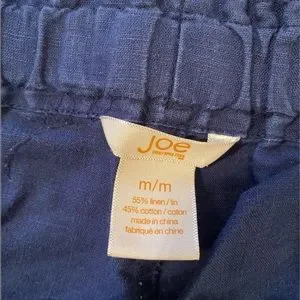 joe
m/m
55% linen / lin
45% cotton / coton
made in china
fabriqué en chine